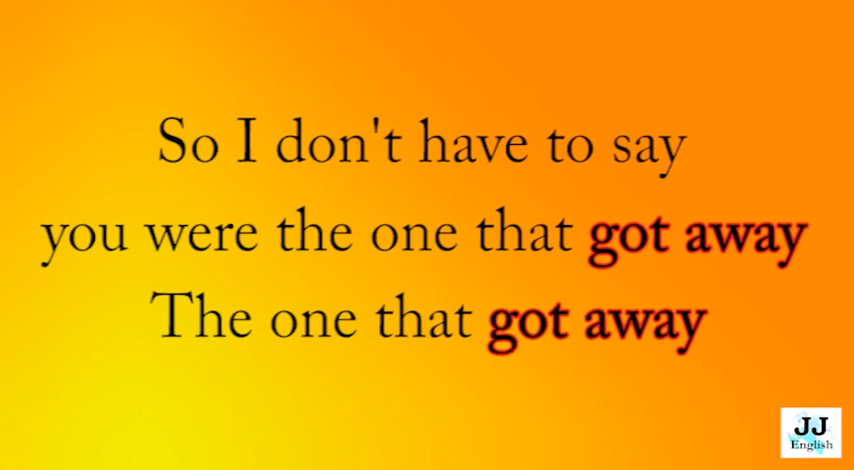 So I don't have to say
you were the one that got away
The one that got away
JJ
English